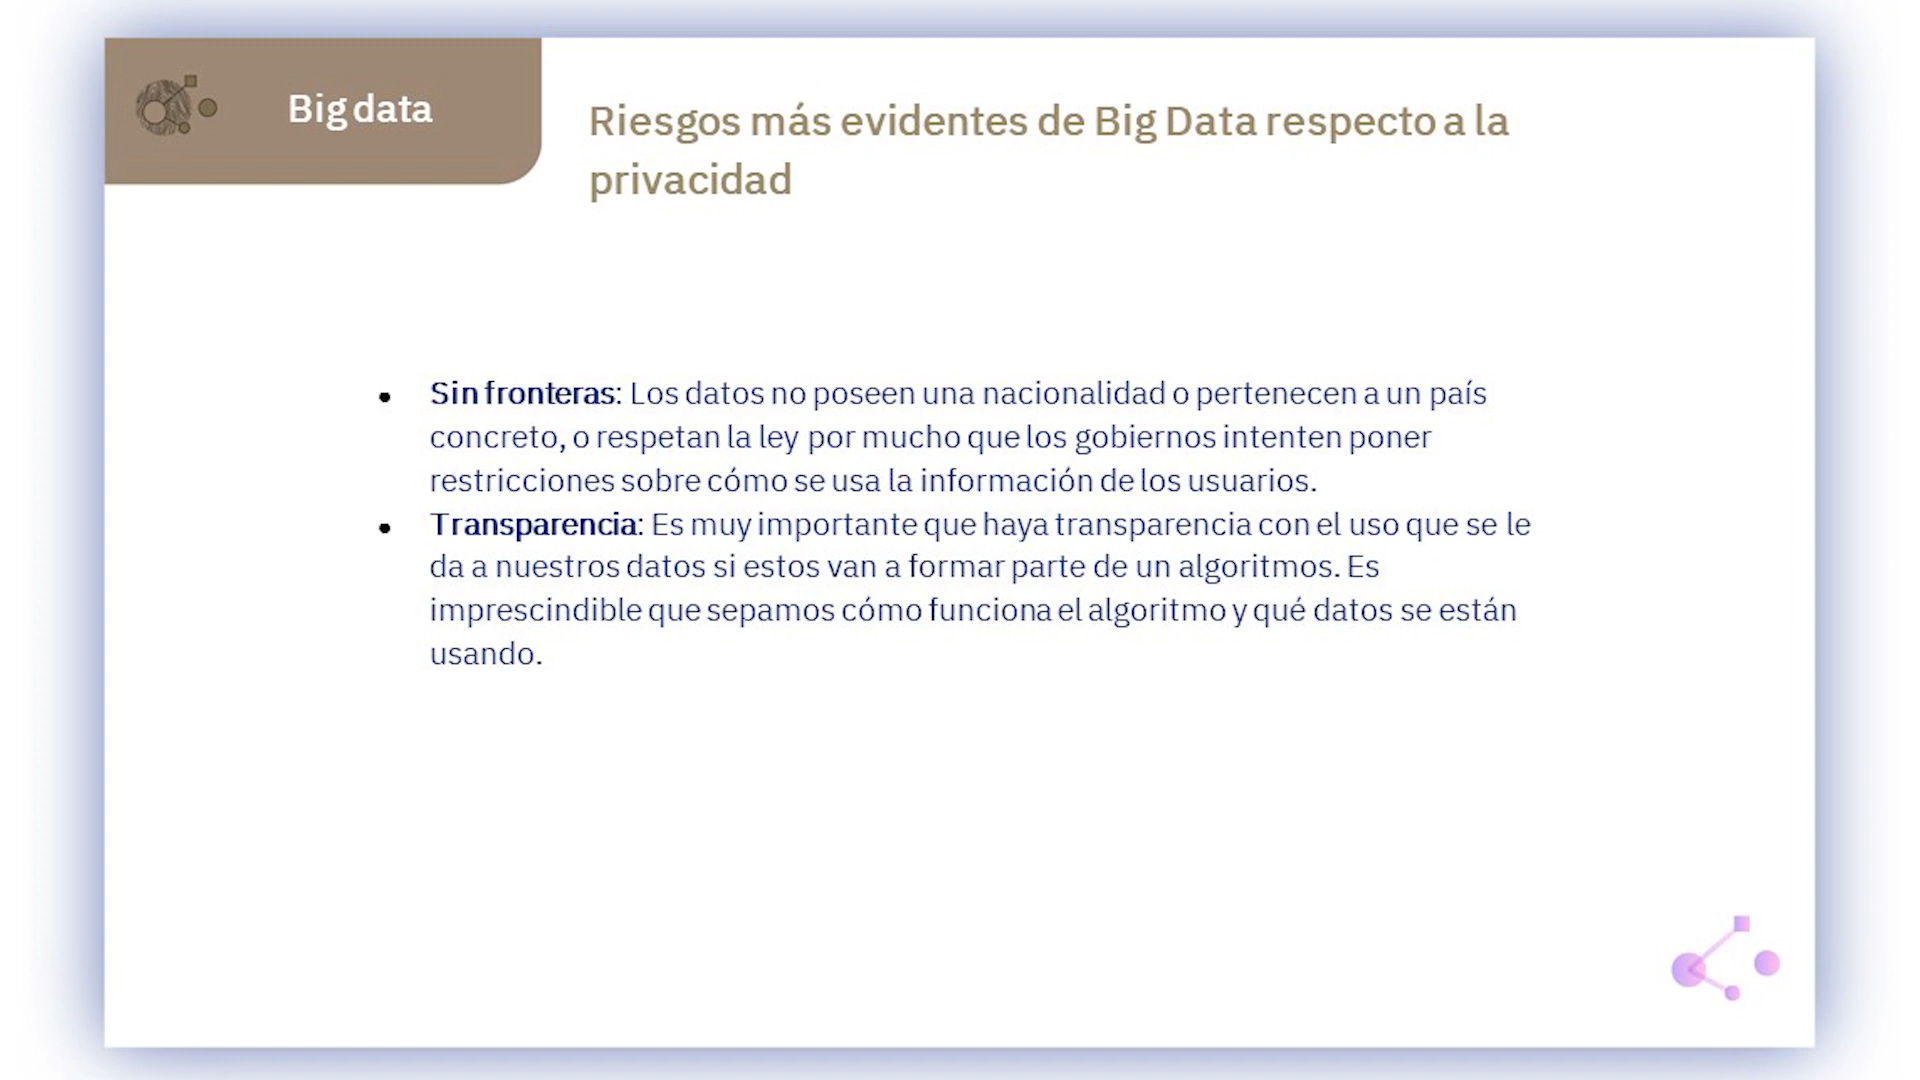 Big data
Riesgos más evidentes de Big Data respecto a la
privacidad
• Sin fronteras: Los datos no poseen una nacionalidad o pertenecen a un país
concreto, o respetan la ley por mucho que los gobiernos intenten poner
restricciones sobre cómo se usa la información de los usuarios.
• Transparencia: Es muy importante que haya transparencia con el uso que se le
da a nuestros datos si estos van a formar parte de un algoritmos. Es
imprescindible que sepamos cómo funciona el algoritmo y qué datos se están
usando.